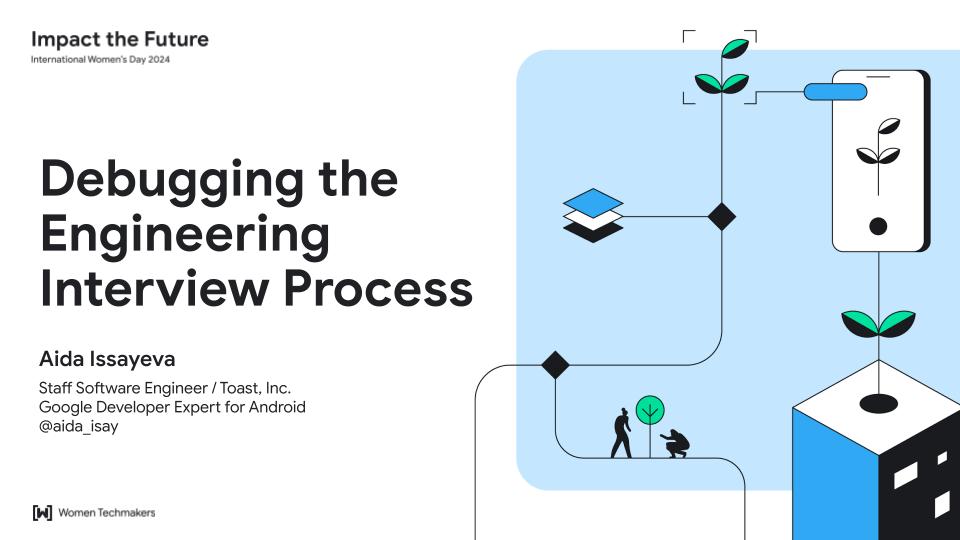 Impact the Future
International Women's Day 2024
Debugging the
Engineering
Interview Process
Aida Issayeva
Staff Software Engineer / Toast, Inc.
Google Developer Expert for Android
@aida_isay
Women Techmakers